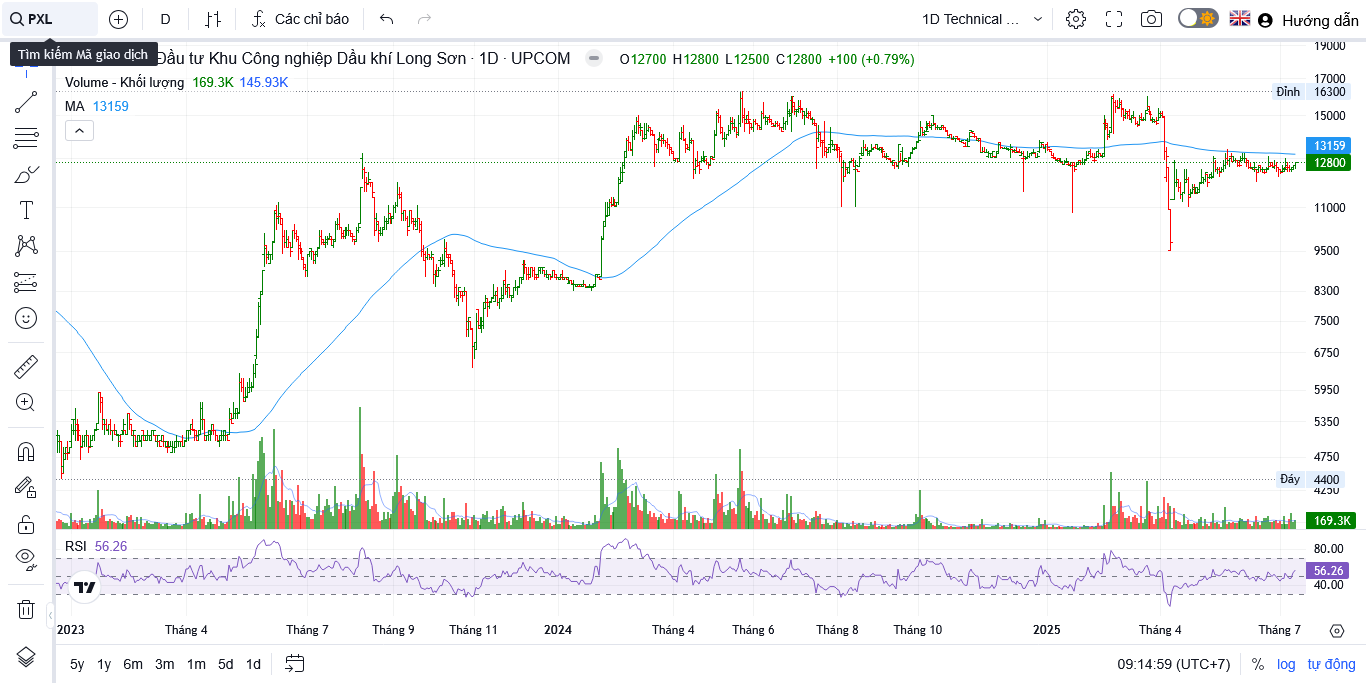 PXL
D
Các chỉ báo
1D Technical ...
Hướng dẫn
Tìm kiếm Mã giao dịch
Đầu tư Khu Công nghiệp Dầu khí Long Sơn · 1D · UPCOM
O12700 H12800 L12500 C12800 +100 (+0.79%)
Volume - Khối lượng 169.3K 145.93K
MA 13159
19000
17000
Đỉnh 16300
15000
13159
12800
11000
9500
8300
7500
6750
5950
5350
4750
Đáy 4400
4250
169.3K
RSI 56.26
80.00
56.26
40.00
2023 Tháng 4 Tháng 7 Tháng 9 Tháng 11 2024 Tháng 4 Tháng 6 Tháng 8 Tháng 10 2025 Tháng 4 Tháng 7
5y 1y 6m 3m 1m 5d 1d
09:14:59 (UTC+7) % log tự động